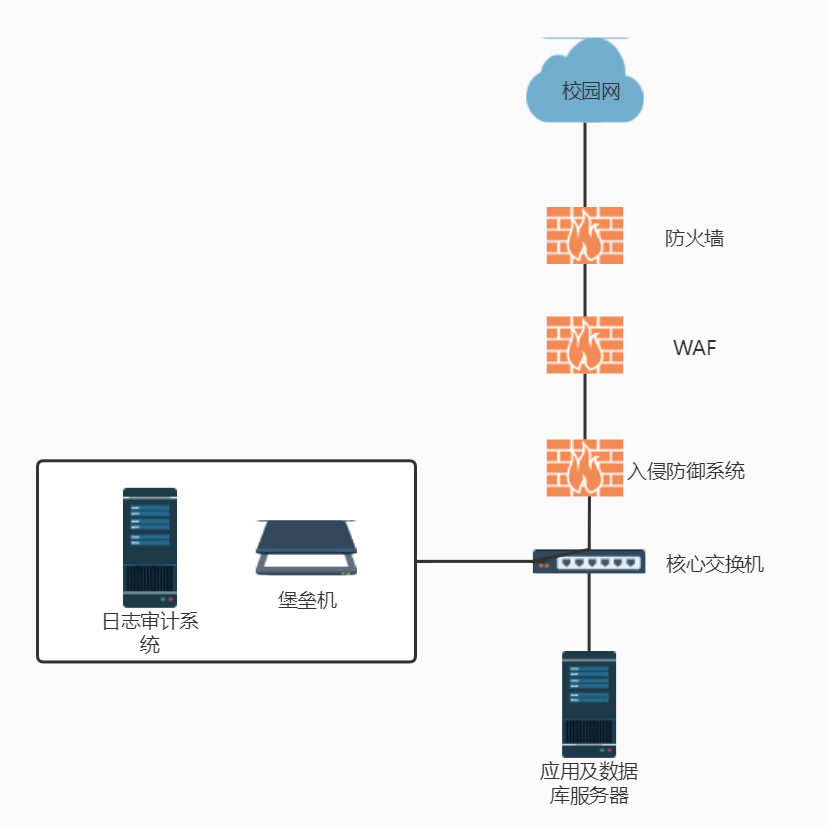 校园网
防火墙
WAF
入侵防御系统
核心交换机
日志审计系
统
堡垒机
应用及数据
库服务器